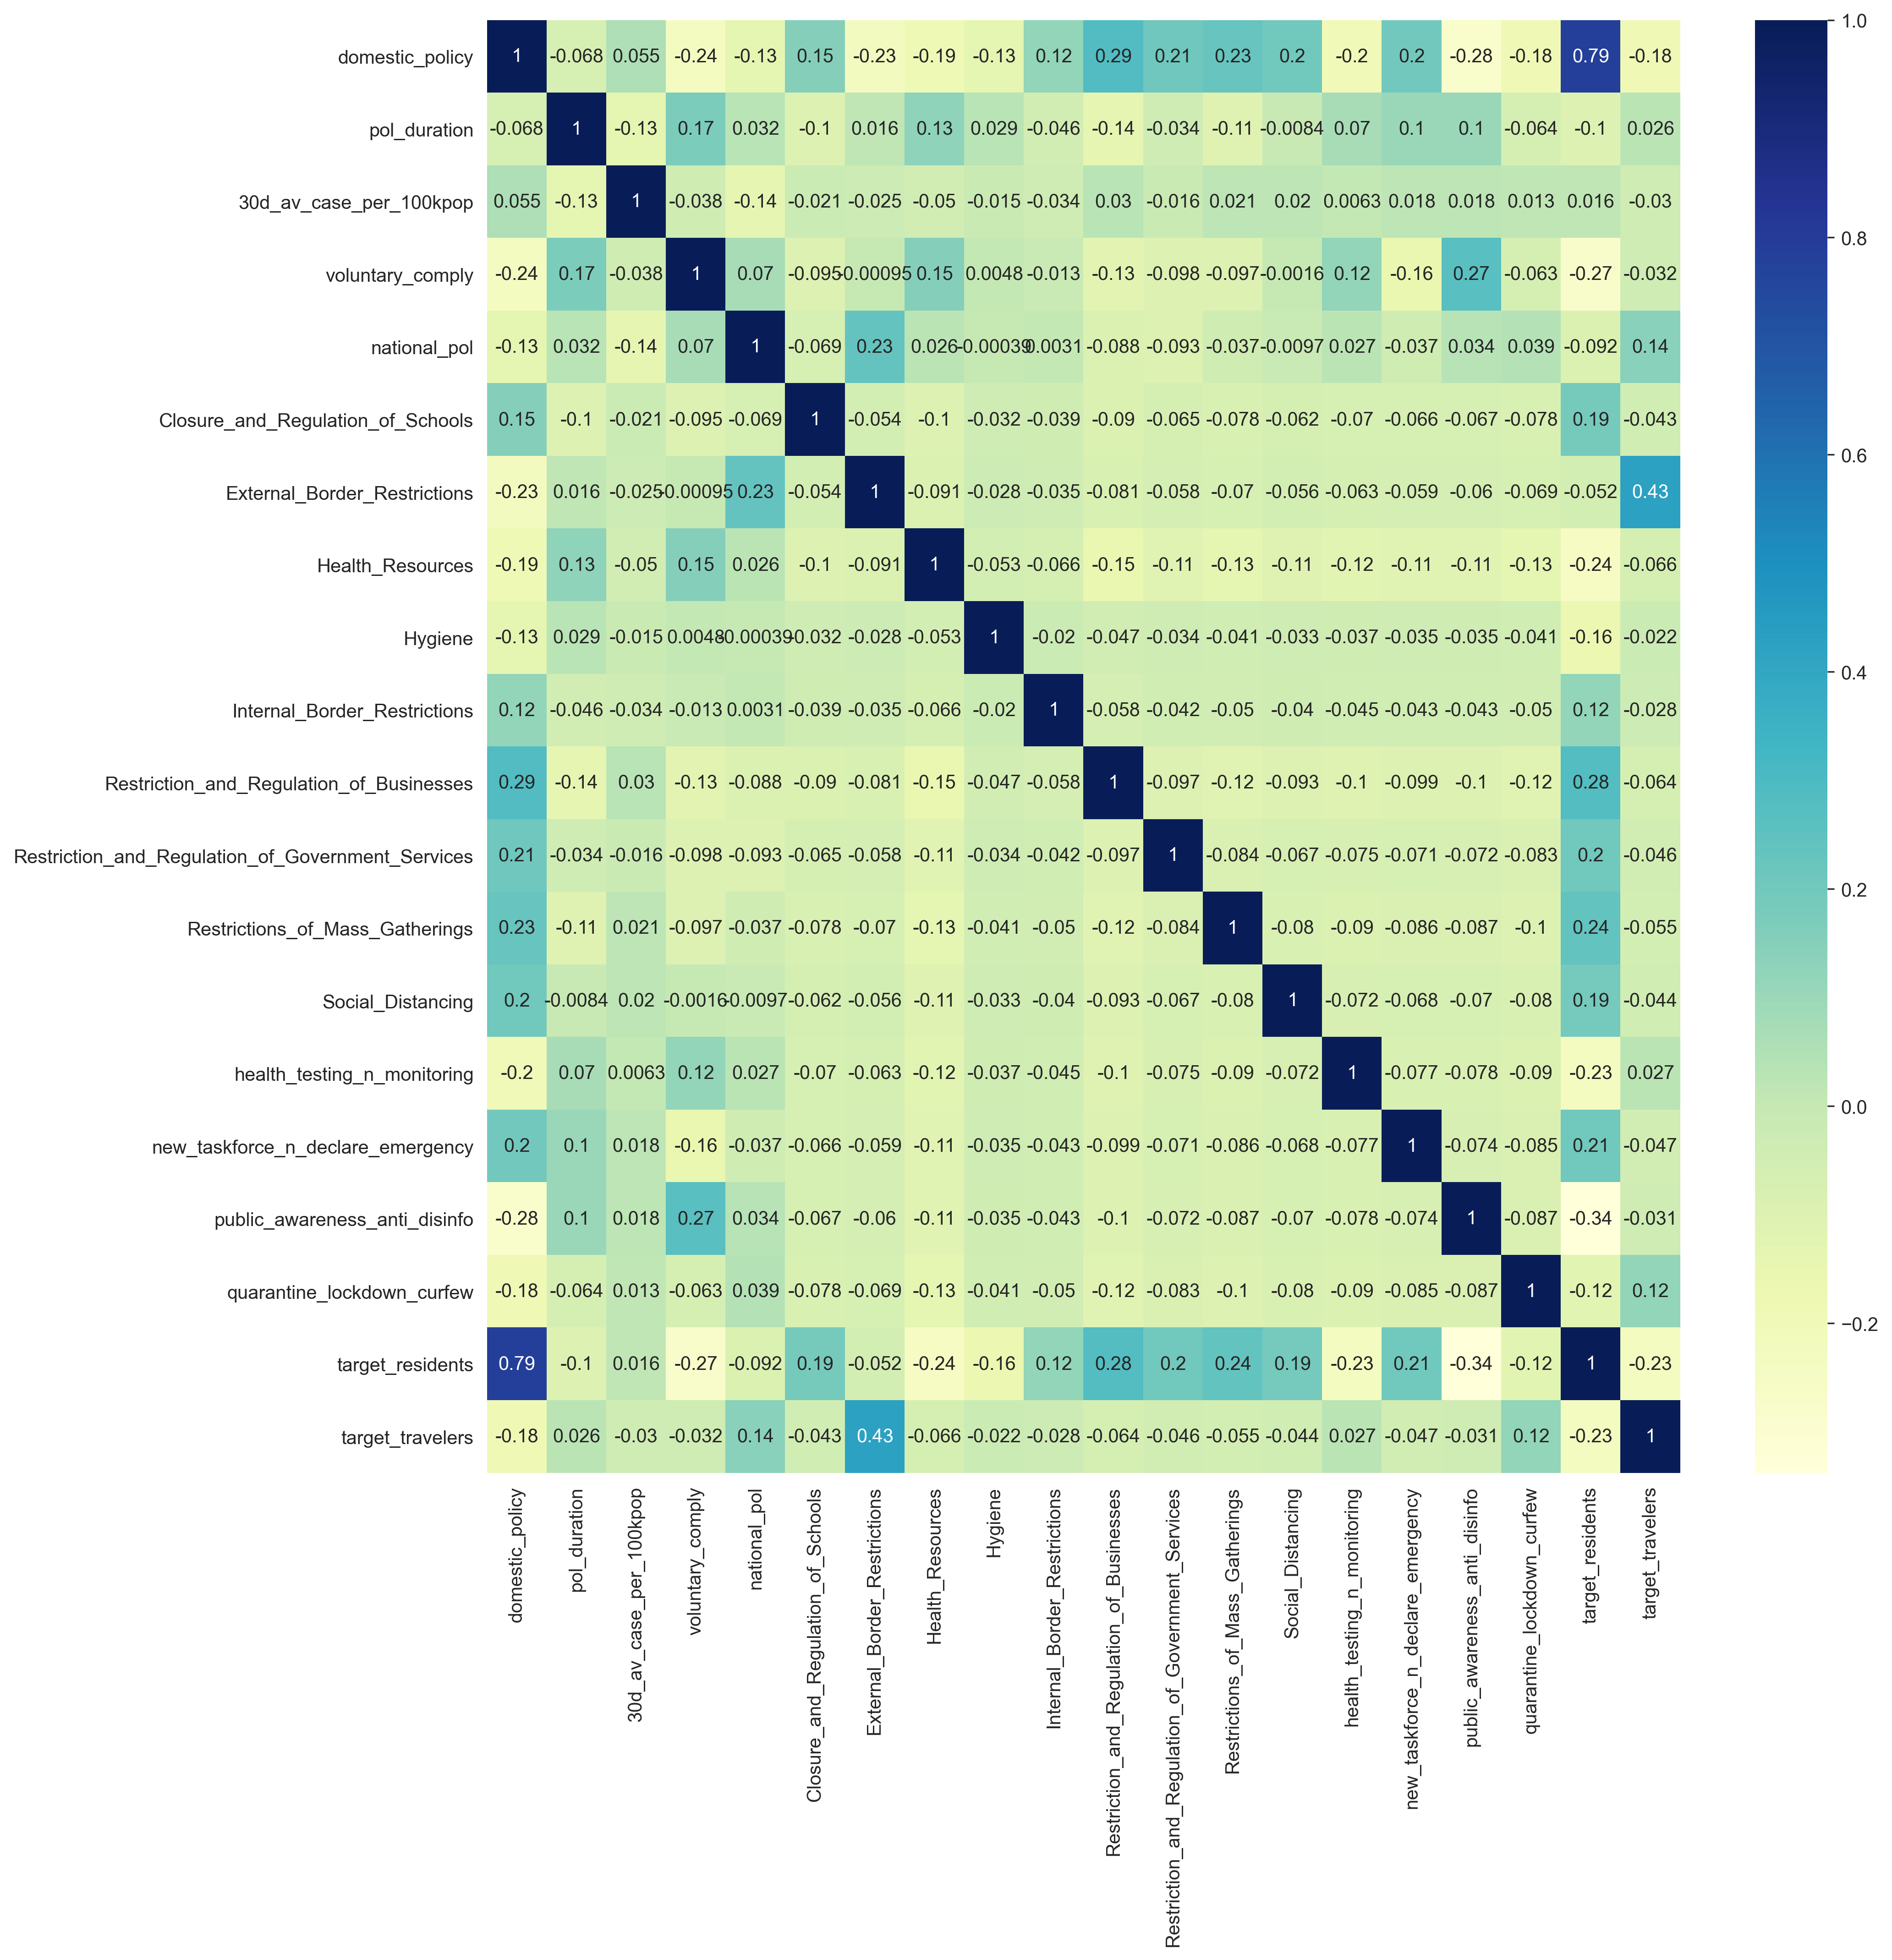 domestic_policy 1 -0.068 0.055 -0.24 -0.13 0.15 -0.23 -0.19 -0.13 0.12 0.29 0.21 0.23 0.2 -0.2 0.2 -0.28 -0.18 0.79 -0.18
pol_duration -0.068 1 -0.13 0.17 0.032 -0.1 0.016 0.13 0.029 -0.046 -0.14 -0.034 -0.11 -0.0084 0.07 0.1 0.1 -0.064 -0.1 0.026
30d_av_case_per_100kpop 0.055 -0.13 1 -0.038 -0.14 -0.021 -0.025 -0.05 -0.015 -0.034 0.03 -0.016 0.021 0.02 0.0063 0.018 0.018 0.013 0.016 -0.03
voluntary_comply -0.24 0.17 -0.038 1 0.07 -0.095 -0.00095 0.15 0.0048 -0.013 -0.13 -0.098 -0.097 -0.0016 0.12 -0.16 0.27 -0.063 -0.27 -0.032
national_pol -0.13 0.032 -0.14 0.07 1 -0.069 0.23 0.026 -0.00039 0.0031 -0.088 -0.093 -0.037 -0.0097 0.027 -0.037 0.034 0.039 -0.092 0.14
Closure_and_Regulation_of_Schools 0.15 -0.1 -0.021 -0.095 -0.069 1 -0.054 -0.1 -0.032 -0.039 -0.09 -0.065 -0.078 -0.062 -0.07 -0.066 -0.067 -0.078 0.19 -0.043
External_Border_Restrictions -0.23 0.016 -0.025 -0.00095 0.23 -0.054 1 -0.091 -0.028 -0.035 -0.081 -0.058 -0.07 -0.056 -0.063 -0.059 -0.06 -0.069 -0.052 0.43
Health_Resources -0.19 0.13 -0.05 0.15 0.026 -0.1 -0.091 1 -0.053 -0.066 -0.15 -0.11 -0.13 -0.11 -0.12 -0.11 -0.11 -0.13 -0.24 -0.066
Hygiene -0.13 0.029 -0.015 0.0048 -0.00039 -0.032 -0.028 -0.053 1 -0.02 -0.047 -0.034 -0.041 -0.033 -0.037 -0.035 -0.035 -0.041 -0.16 -0.022
Internal_Border_Restrictions 0.12 -0.046 -0.034 -0.013 0.0031 -0.039 -0.035 -0.066 -0.02 1 -0.058 -0.042 -0.05 -0.04 -0.045 -0.043 -0.043 -0.05 0.12 -0.028
Restriction_and_Regulation_of_Businesses 0.29 -0.14 0.03 -0.13 -0.088 -0.09 -0.081 -0.15 -0.047 -0.058 1 -0.097 -0.12 -0.093 -0.1 -0.099 -0.1 -0.12 0.28 -0.064
Restriction_and_Regulation_of_Government_Services 0.21 -0.034 -0.016 -0.098 -0.093 -0.065 -0.058 -0.11 -0.034 -0.042 -0.097 1 -0.084 -0.067 -0.075 -0.071 -0.072 -0.083 0.2 -0.046
Restrictions_of_Mass_Gatherings 0.23 -0.11 0.021 -0.097 -0.037 -0.078 -0.07 -0.13 -0.041 -0.05 -0.12 -0.084 1 -0.08 -0.09 -0.086 -0.087 -0.1 0.24 -0.055
Social_Distancing 0.2 -0.0084 0.02 -0.0016 -0.0097 -0.062 -0.056 -0.11 -0.033 -0.04 -0.093 -0.067 -0.08 1 -0.072 -0.068 -0.07 -0.08 0.19 -0.044
health_testing_n_monitoring -0.2 0.07 0.0063 0.12 0.027 -0.07 -0.063 -0.12 -0.037 -0.045 -0.1 -0.075 -0.09 -0.072 1 -0.077 -0.078 -0.09 -0.23 0.027
new_taskforce_n_declare_emergency 0.2 0.1 0.018 -0.16 -0.037 -0.066 -0.059 -0.11 -0.035 -0.043 -0.099 -0.071 -0.086 -0.068 -0.077 1 -0.074 -0.085 0.21 -0.047
public_awareness_anti_disinfo -0.28 0.1 0.018 0.27 0.034 -0.067 -0.06 -0.11 -0.035 -0.043 -0.1 -0.072 -0.087 -0.07 -0.078 -0.074 1 -0.087 -0.34 -0.031
quarantine_lockdown_curfew -0.18 -0.064 0.013 -0.063 0.039 -0.078 -0.069 -0.13 -0.041 -0.05 -0.12 -0.083 -0.1 -0.08 -0.09 -0.085 -0.087 1 -0.12 0.12
target_residents 0.79 -0.1 0.016 -0.27 -0.092 0.19 -0.052 -0.24 -0.16 0.12 0.28 0.2 0.24 0.19 -0.23 0.21 -0.34 -0.12 1 -0.23
target_travelers -0.18 0.026 -0.03 -0.032 0.14 -0.043 0.43 -0.066 -0.022 -0.028 -0.064 -0.046 -0.055 -0.044 0.027 -0.047 -0.031 0.12 -0.23 1
domestic_policy
pol_duration
30d_av_case_per_100kpop
voluntary_comply
national_pol
Closure_and_Regulation_of_Schools
External_Border_Restrictions
Health_Resources
Hygiene
Internal_Border_Restrictions
Restriction_and_Regulation_of_Businesses
Restriction_and_Regulation_of_Government_Services
Restrictions_of_Mass_Gatherings
Social_Distancing
health_testing_n_monitoring
new_taskforce_n_declare_emergency
public_awareness_anti_disinfo
quarantine_lockdown_curfew
target_residents
target_travelers
1.0
0.8
0.6
0.4
0.2
0.0
−0.2